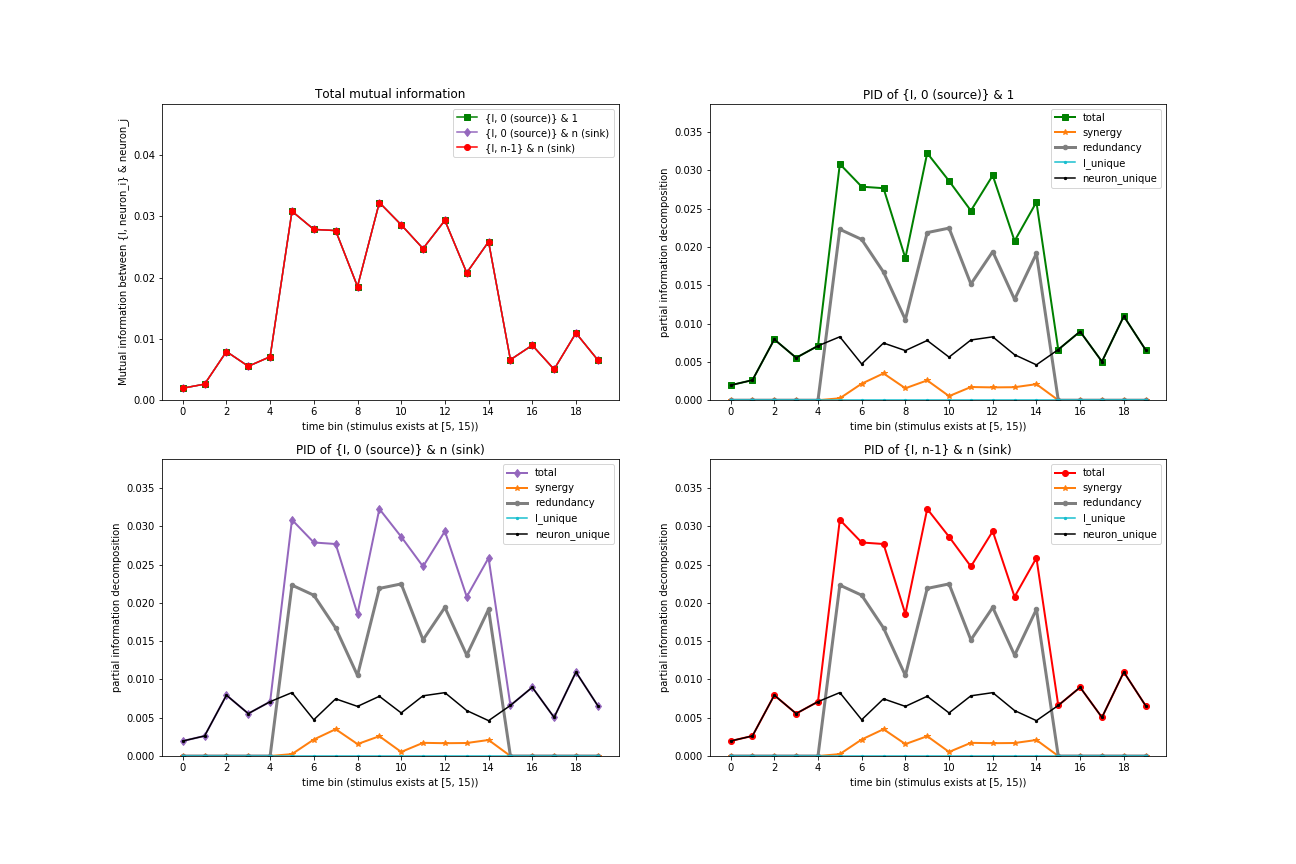 Total mutual information
Mutual information between {I, neuron_i} & neuron_j
0.04
0.03
0.02
0.01
0.00
{I, 0 (source)} & 1
{I, 0 (source)} & n (sink)
{I, n-1} & n (sink)
0 2 4 6 8 10 12 14 16 18
time bin (stimulus exists at [5, 15))
PID of {I, 0 (source)} & 1
partial information decomposition
0.035
0.030
0.025
0.020
0.015
0.010
0.005
0.000
total
synergy
redundancy
I_unique
neuron_unique
0 2 4 6 8 10 12 14 16 18
time bin (stimulus exists at [5, 15))
PID of {I, 0 (source)} & n (sink)
partial information decomposition
0.035
0.030
0.025
0.020
0.015
0.010
0.005
0.000
total
synergy
redundancy
I_unique
neuron_unique
0 2 4 6 8 10 12 14 16 18
time bin (stimulus exists at [5, 15))
PID of {I, n-1} & n (sink)
partial information decomposition
0.035
0.030
0.025
0.020
0.015
0.010
0.005
0.000
total
synergy
redundancy
I_unique
neuron_unique
0 2 4 6 8 10 12 14 16 18
time bin (stimulus exists at [5, 15))